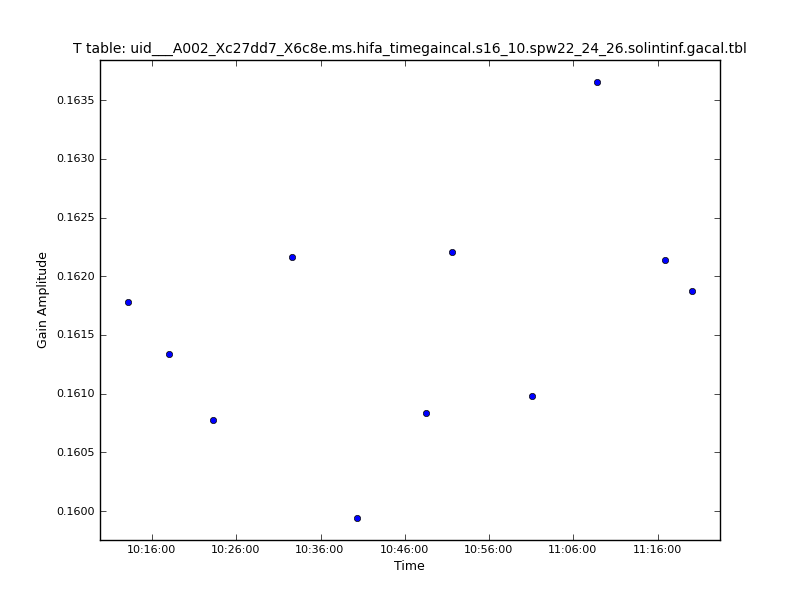 T table: uid___A002_Xc27dd7_X6c8e.ms.hifa_timegaincal.s16_10.spw22_24_26.solintinf.gacal.tbl
0.1635
0.1630
0.1625
0.1620
0.1615
0.1610
0.1605
0.1600
Gain Amplitude
10:16:00 10:26:00 10:36:00 10:46:00 10:56:00 11:06:00 11:16:00
Time